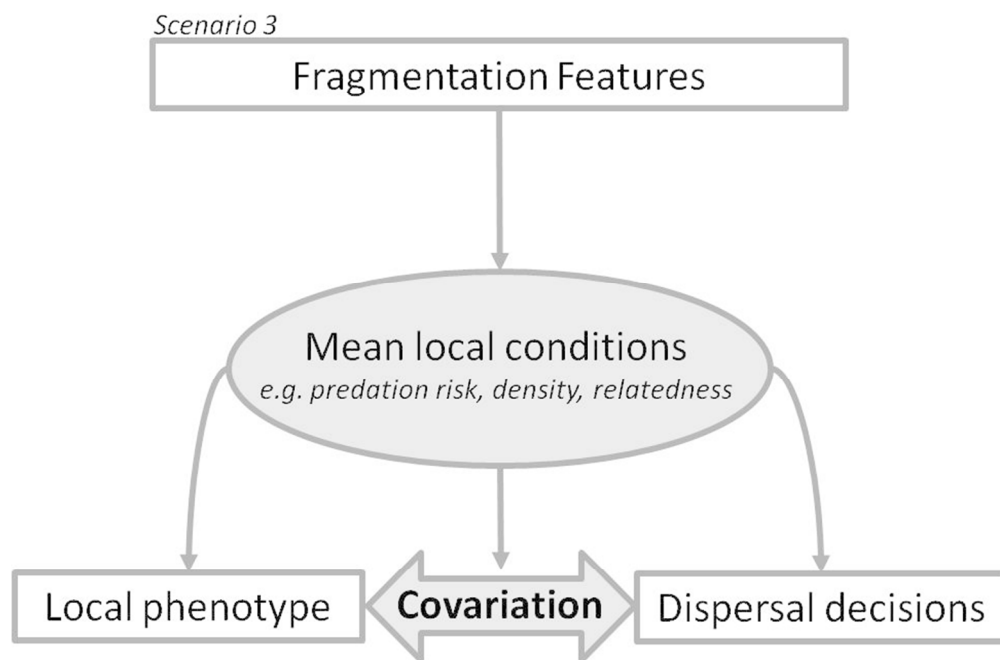 Scenario 3
Fragmentation Features
Mean local conditions
e.g. predation risk, density, relatedness
Local phenotype
Covariation
Dispersal decisions